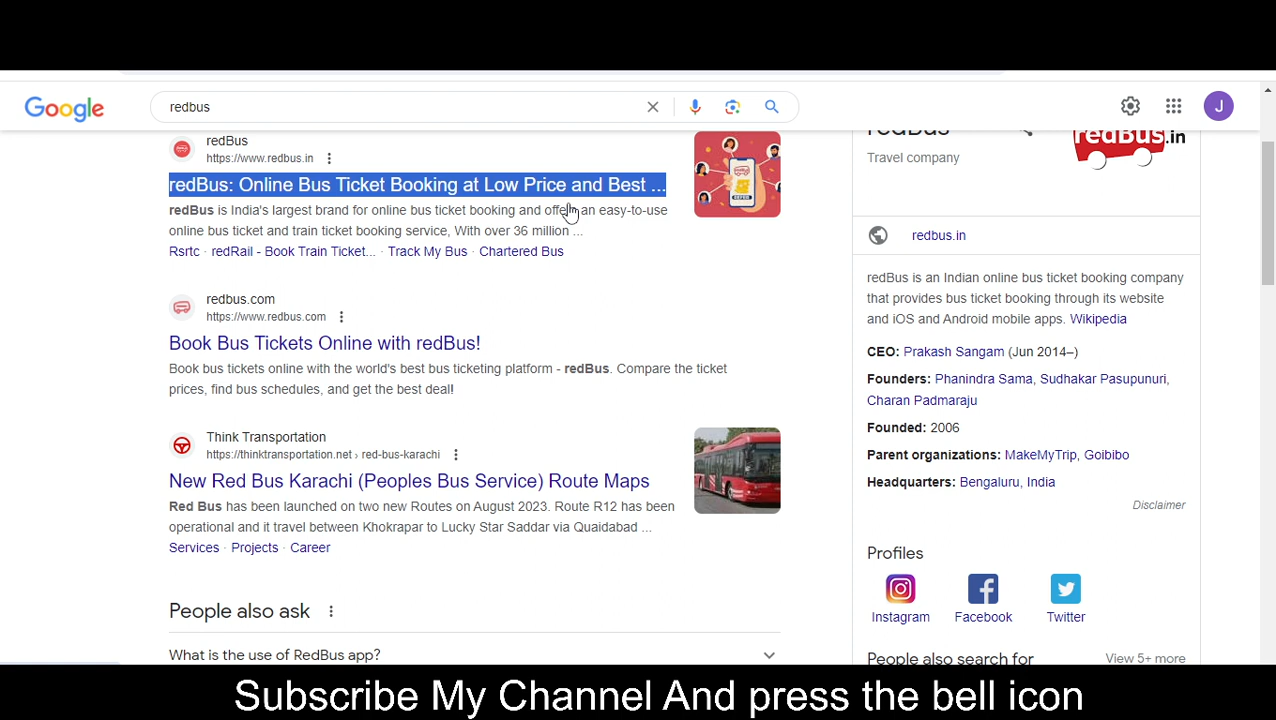 Google
redbus
J
redBus
https://www.redbus.in
redBus: Online Bus Ticket Booking at Low Price and Best ...
redBus is India's largest brand for online bus ticket booking and offers an easy-to-use
online bus ticket and train ticket booking service, With over 36 million ...
Rsrtc · redRail - Book Train Ticket... · Track My Bus · Chartered Bus
redbus.com
https://www.redbus.com
Book Bus Tickets Online with redBus!
Book bus tickets online with the world's best bus ticketing platform - redBus. Compare the ticket
prices, find bus schedules, and get the best deal!
Think Transportation
https://thinktransportation.net › red-bus-karachi
New Red Bus Karachi (Peoples Bus Service) Route Maps
Red Bus has been launched on two new Routes on August 2023. Route R12 has been
operational and it travel between Khokrapar to Lucky Star Saddar via Quaidabad ...
Services · Projects · Career
People also ask
What is the use of RedBus app?
redBus
Travel company
redBus.in
redbus.in
redBus is an Indian online bus ticket booking company
that provides bus ticket booking through its website
and iOS and Android mobile apps. Wikipedia
CEO: Prakash Sangam (Jun 2014–)
Founders: Phanindra Sama, Sudhakar Pasupunuri,
Charan Padmaraju
Founded: 2006
Parent organizations: MakeMyTrip, Goibibo
Headquarters: Bengaluru, India
Disclaimer
Profiles
Instagram Facebook Twitter
People also search for View 5+ more
Subscribe My Channel And press the bell icon